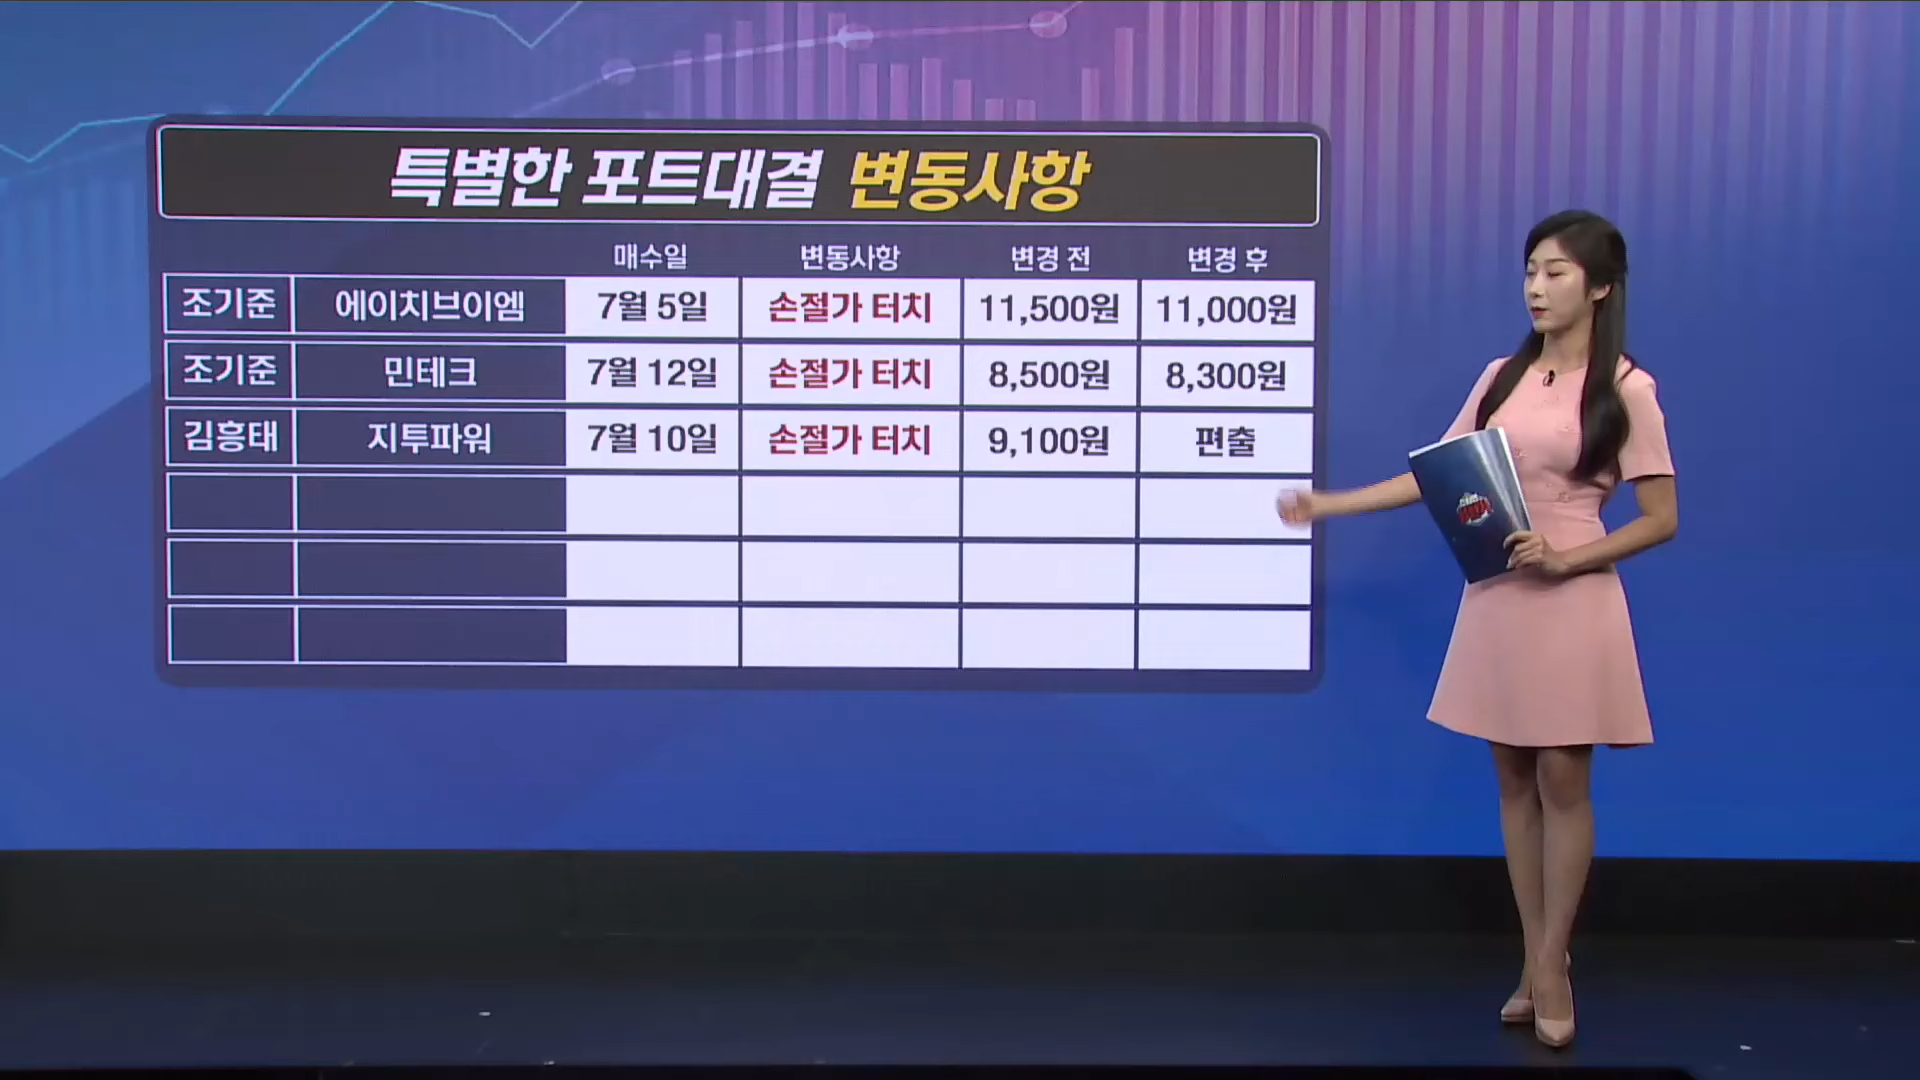 특별한 포트대결 변동사항
매수일 변동사항 변경 전 변경 후
조기준 에이치브이엠 7월 5일 손절가 터치 11,500원 11,000원
조기준 민테크 7월 12일 손절가 터치 8,500원 8,300원
김흥태 지투파워 7월 10일 손절가 터치 9,100원 편출